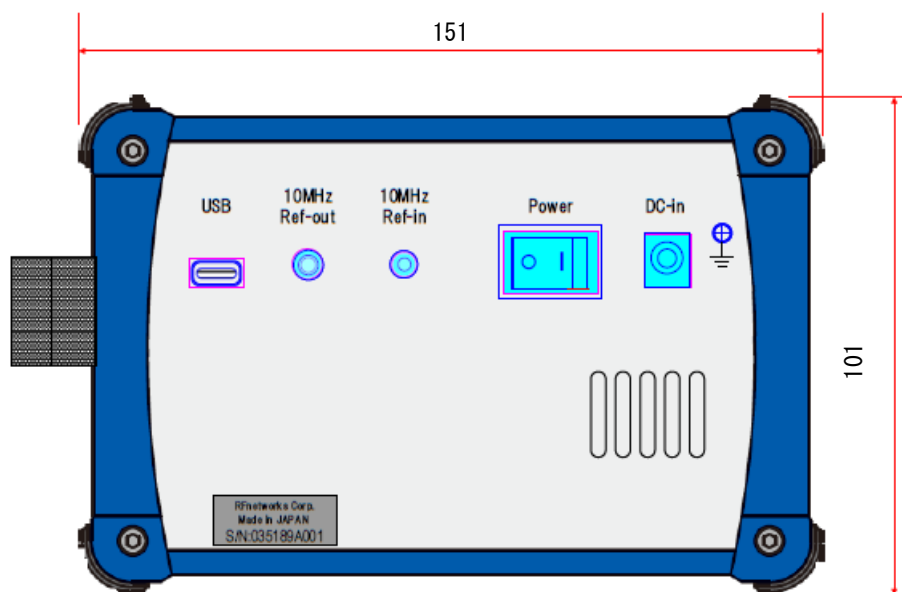 151
USB
10MHz
Ref-out
10MHz
Ref-in
Power
DC-in
101
RFnetworks Corp.
Made in JAPAN
S/N:035189A001